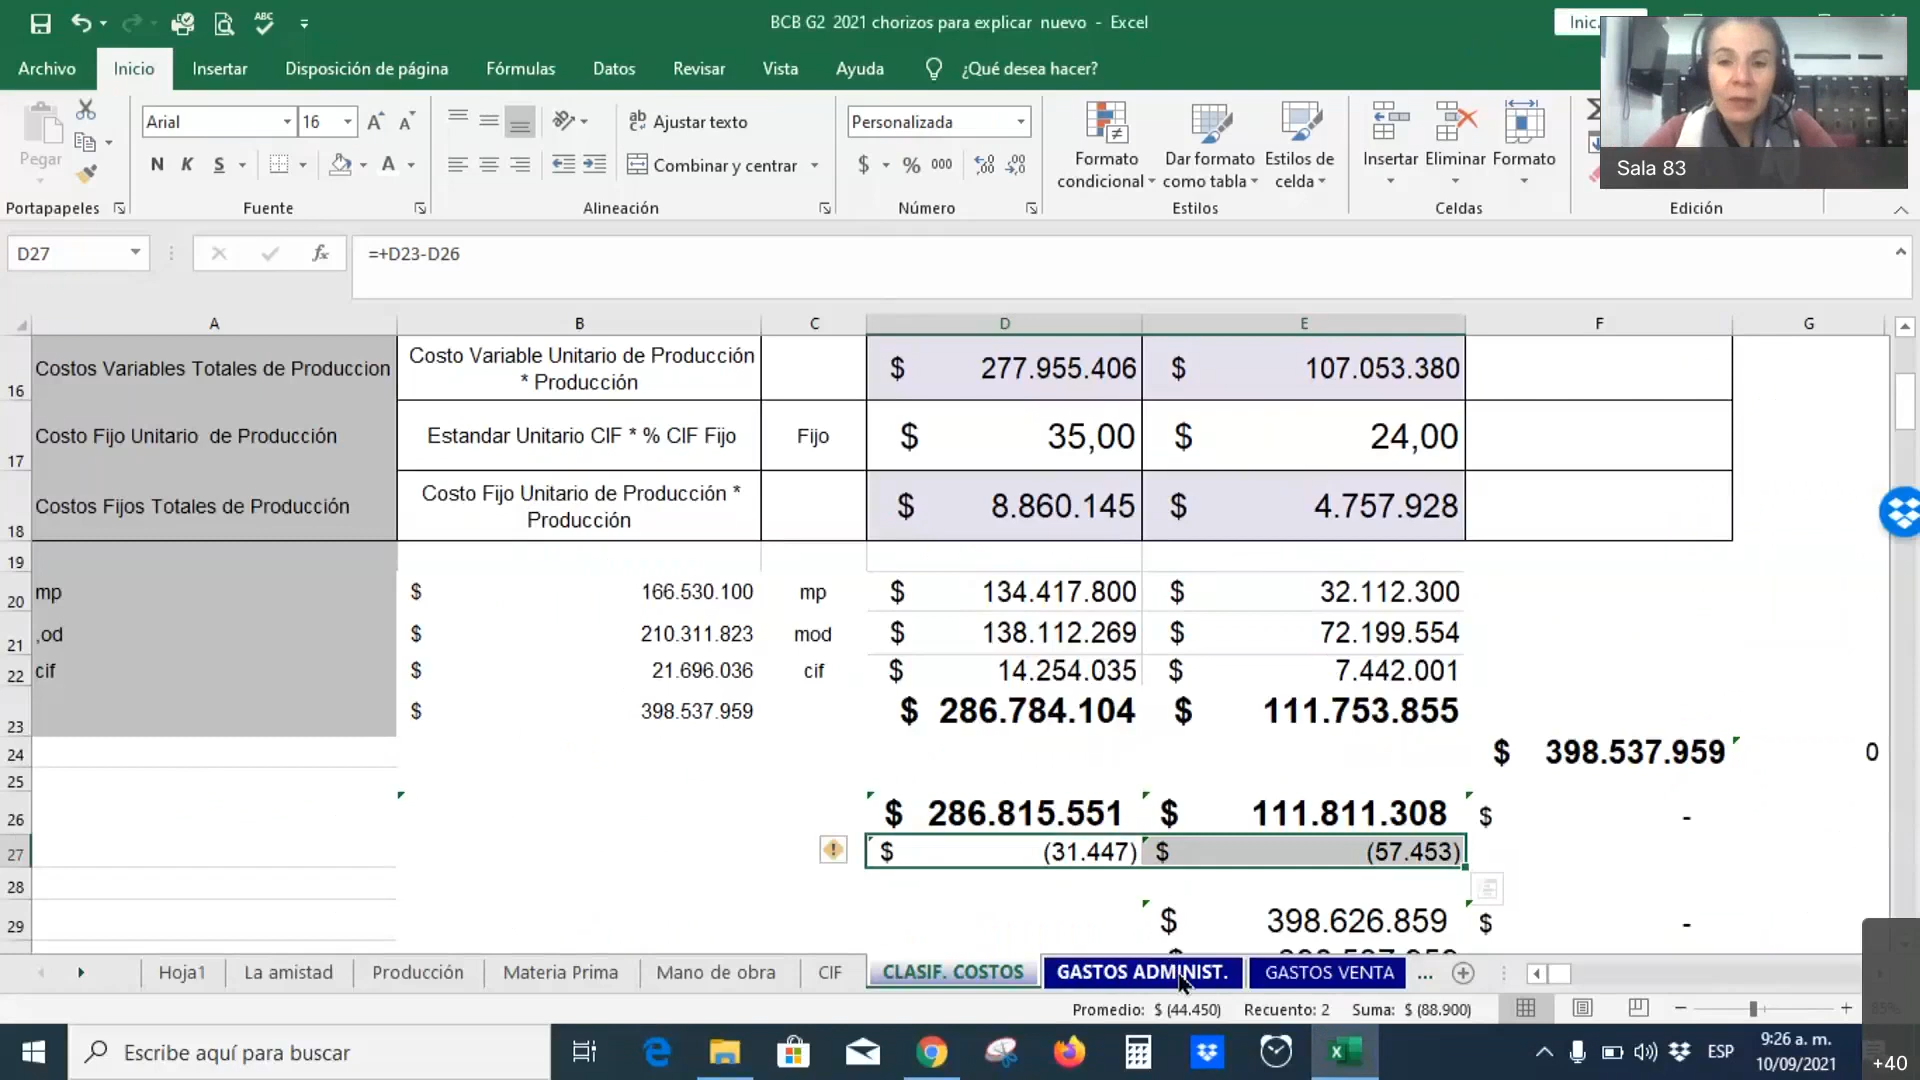 BCB G2 2021 chorizos para explicar nuevo - Excel
Inic
Archivo Inicio Insertar Disposición de página Fórmulas Datos Revisar Vista Ayuda ¿Qué desea hacer?
Sala 83
Pegar
Arial 16
N K S
Ajustar texto
Combinar y centrar
Personalizada
$ % 000
Formato condicional
Dar formato como tabla
Estilos de celda
Insertar Eliminar Formato
Portapapeles Fuente Alineación Número Estilos Celdas Edición
D27 fx =+D23-D26
A B C D E F G
16 Costos Variables Totales de Produccion Costo Variable Unitario de Producción * Producción $ 277.955.406 $ 107.053.380
17 Costo Fijo Unitario de Producción Estandar Unitario CIF * % CIF Fijo Fijo $ 35,00 $ 24,00
18 Costos Fijos Totales de Producción Costo Fijo Unitario de Producción * Producción $ 8.860.145 $ 4.757.928
19
20 mp $ 166.530.100 mp $ 134.417.800 $ 32.112.300
21 ,od $ 210.311.823 mod $ 138.112.269 $ 72.199.554
22 cif $ 21.696.036 cif $ 14.254.035 $ 7.442.001
23 $ 398.537.959 $ 286.784.104 $ 111.753.855
24 $ 398.537.959 0
25
26 $ 286.815.551 $ 111.811.308 $ -
27 $ (31.447) $ (57.453)
28
29 $ 398.626.859 $ -
Hoja1 La amistad Producción Materia Prima Mano de obra CIF CLASIF. COSTOS GASTOS ADMINIST. GASTOS VENTA ...
Promedio: $ (44.450) Recuento: 2 Suma: $ (88.900)
Escribe aquí para buscar
ESP
9:26 a. m.
10/09/2021
+40